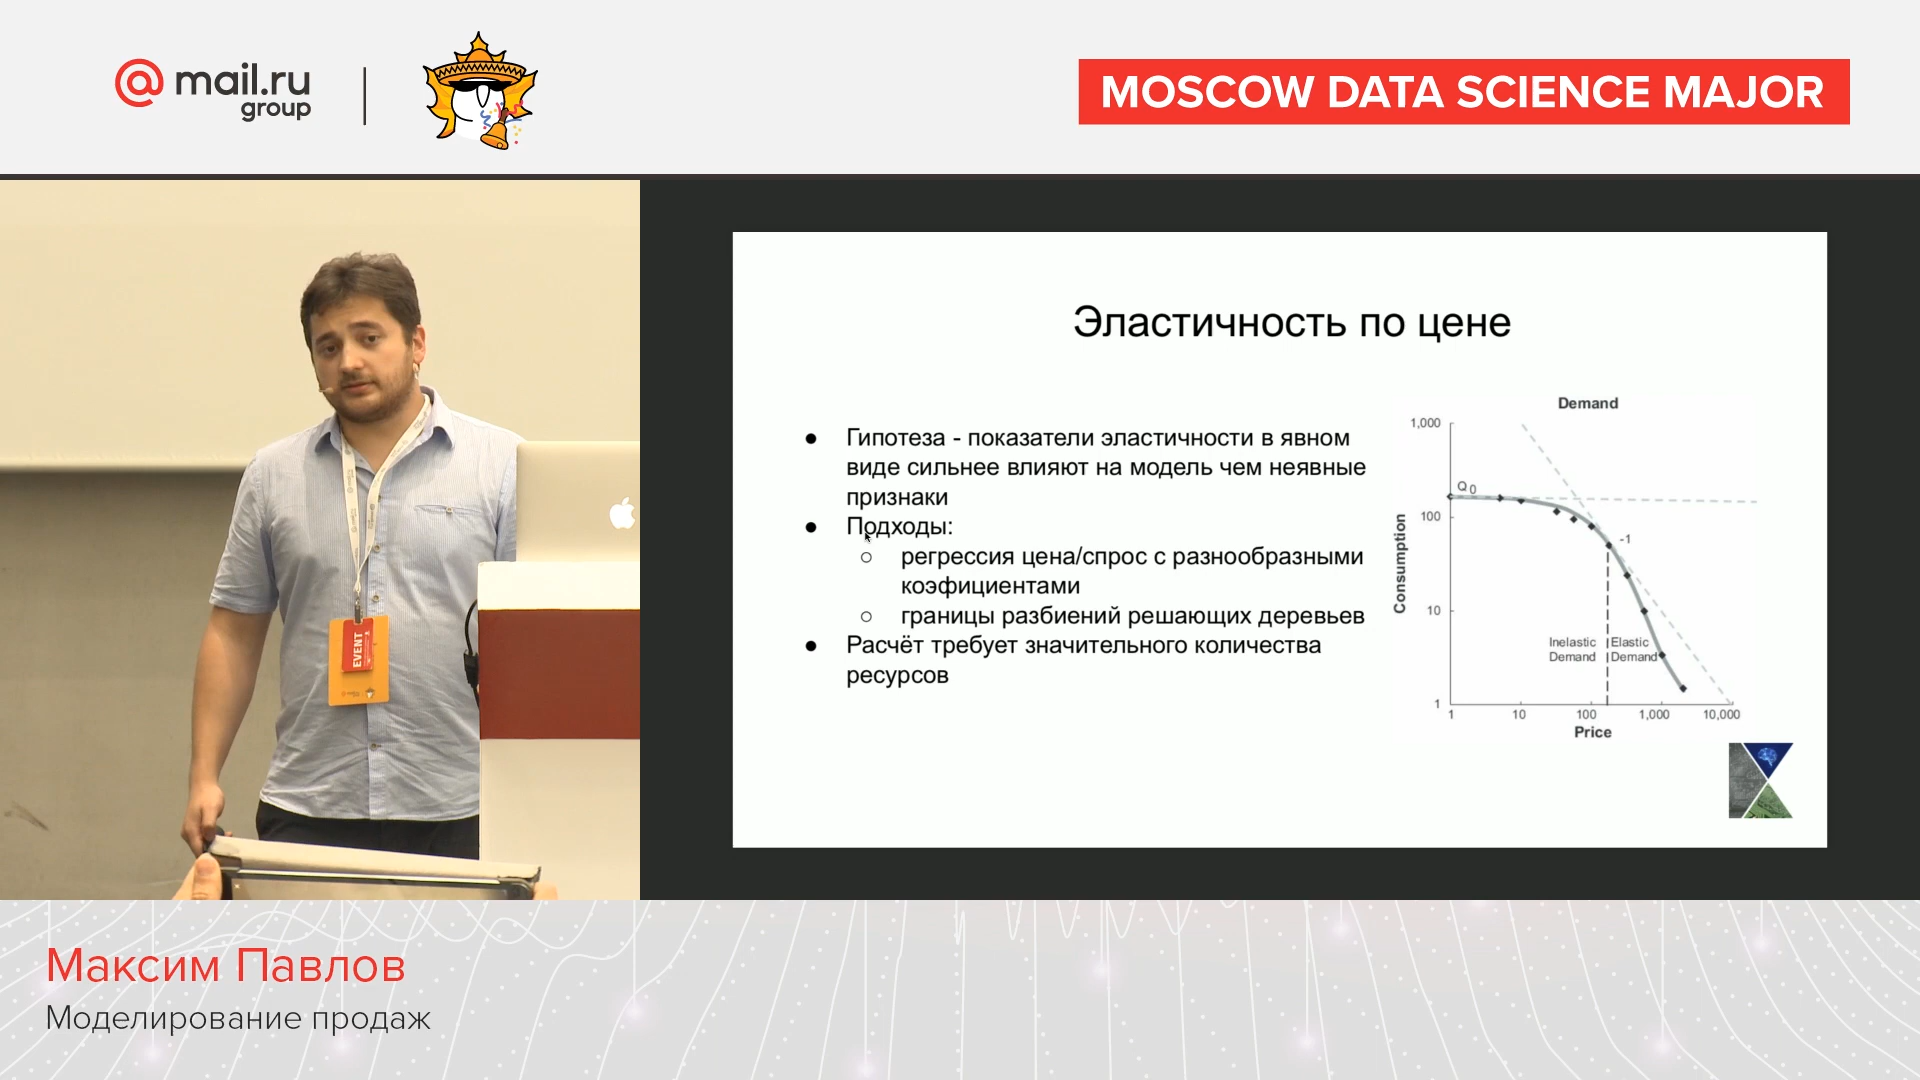 @ mail.ru
group
MOSCOW DATA SCIENCE MAJOR
EVENT
Эластичность по цене
● Гипотеза - показатели эластичности в явном
виде сильнее влияют на модель чем неявные
признаки
● Подходы:
○ регрессия цена/спрос с разнообразными
коэфициентами
○ границы разбиений решающих деревьев
● Расчёт требует значительного количества
ресурсов
Demand
1,000
Q0
100
-1
Consumption
10
Inelastic
Demand
Elastic
Demand
1
1 10 100 1,000 10,000
Price
Максим Павлов
Моделирование продаж